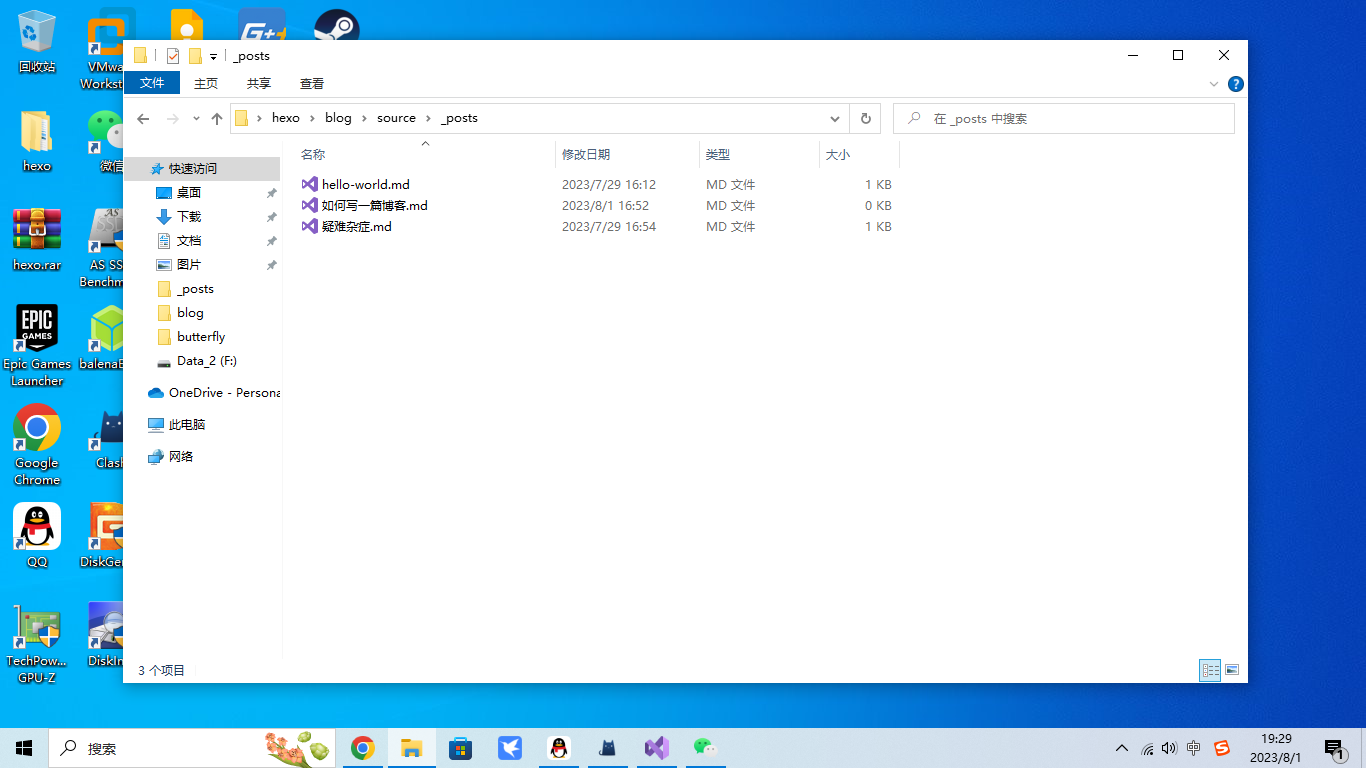 _posts
文件 主页 共享 查看
hexo blog source _posts
在 _posts 中搜索
名称 修改日期 类型 大小
hello-world.md 2023/7/29 16:12 MD 文件 1 KB
如何写一篇博客.md 2023/8/1 16:52 MD 文件 0 KB
疑难杂症.md 2023/7/29 16:54 MD 文件 1 KB
快速访问
桌面
下载
文档
图片
_posts
blog
butterfly
Data_2 (F:)
OneDrive - Persona
此电脑
网络
3 个项目
回收站
VMwa
Workst
hexo
微信
hexo.rar
AS SS
Benchm
EPIC
GAMES
Epic Games
Launcher
balenaE
Google
Chrome
Clash
QQ
DiskGen
TechPow...
GPU-Z
DiskIn
搜索
中
19:29
2023/8/1
1